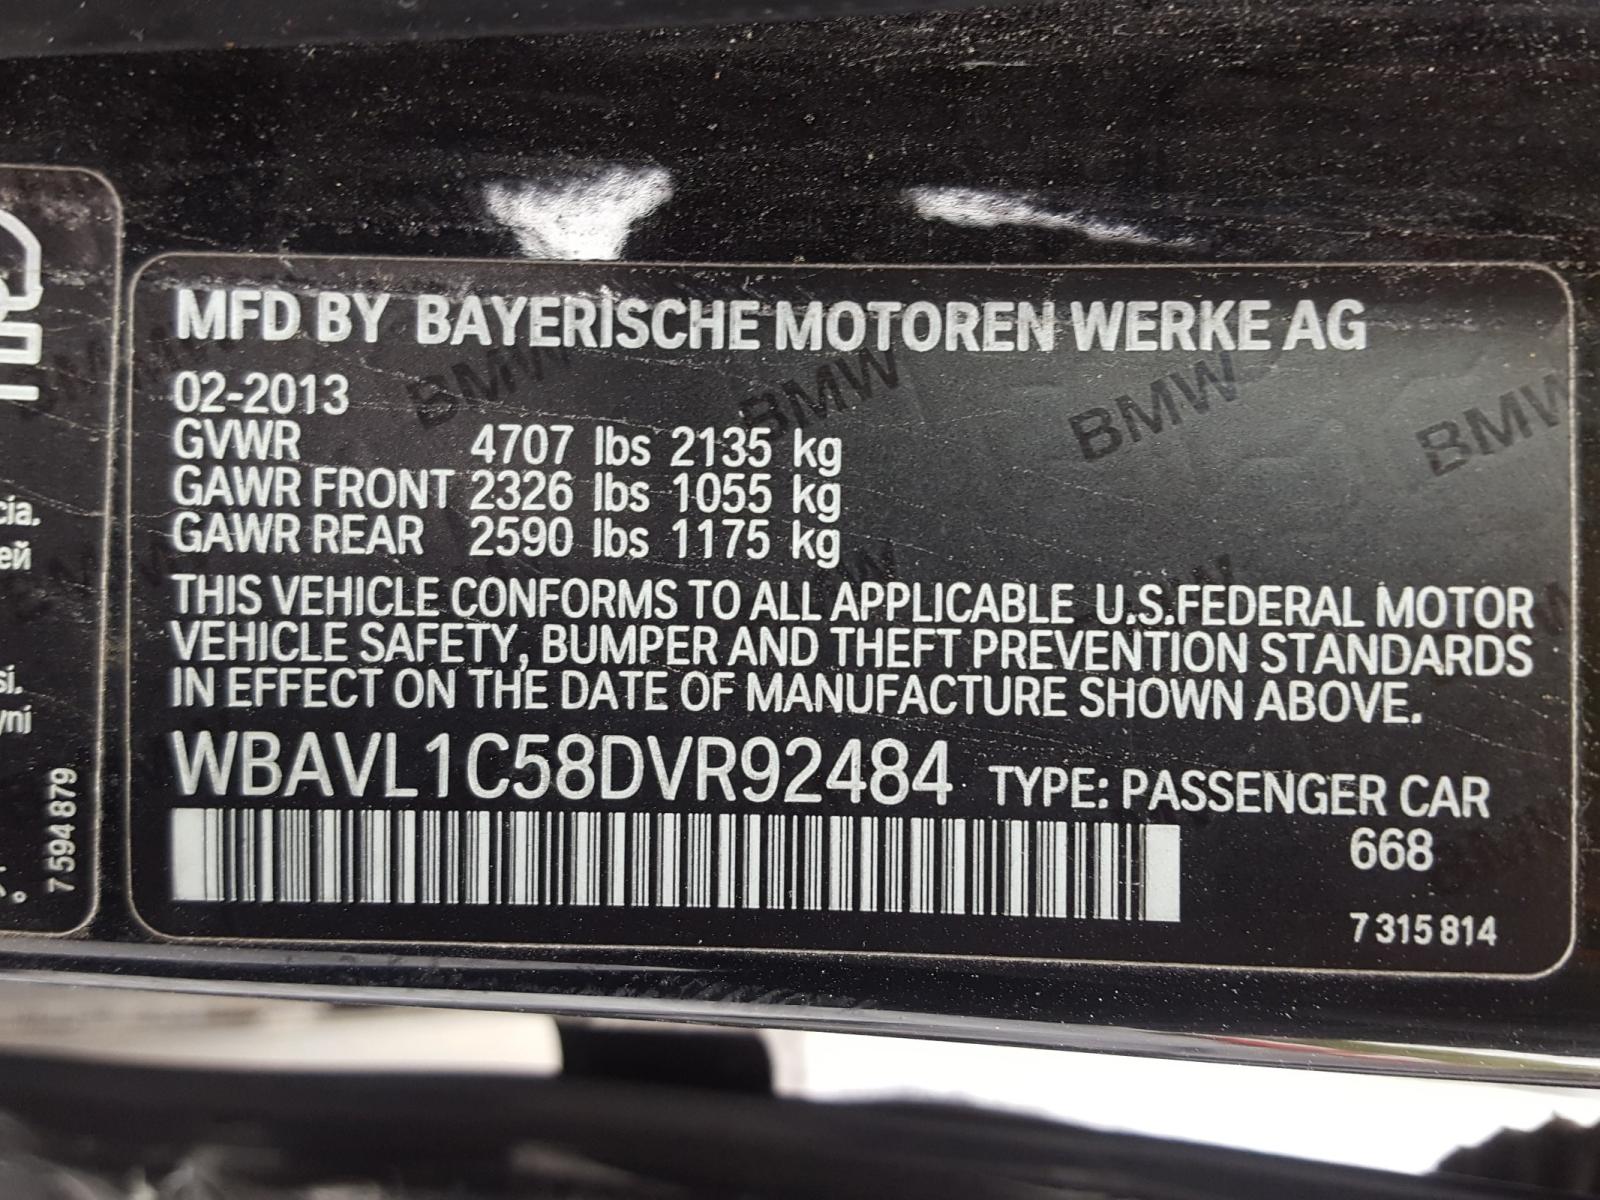 MFD BY BAYERISCHE MOTOREN WERKE AG
02-2013
GVWR 4707 lbs 2135 kg
GAWR FRONT 2326 lbs 1055 kg
GAWR REAR 2590 lbs 1175 kg
THIS VEHICLE CONFORMS TO ALL APPLICABLE U.S.FEDERAL MOTOR
VEHICLE SAFETY, BUMPER AND THEFT PREVENTION STANDARDS
IN EFFECT ON THE DATE OF MANUFACTURE SHOWN ABOVE.
WBAVL1C58DVR92484 TYPE: PASSENGER CAR
668
7 315 814
7 594 879
BMW BMW BMW BMW